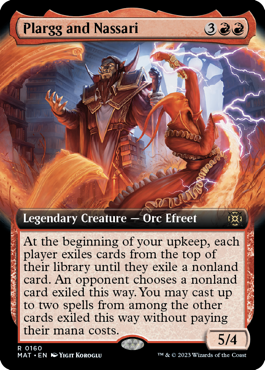 Plargg and Nassari 3
Legendary Creature — Orc Efreet
At the beginning of your upkeep, each
player exiles cards from the top of
their library until they exile a nonland
card. An opponent chooses a nonland
card exiled this way. You may cast up
to two spells from among the other
cards exiled this way without paying
their mana costs.
5/4
R 0160
MAT • EN YIGIT KOROGLU
™ & © 2023 Wizards of the Coast